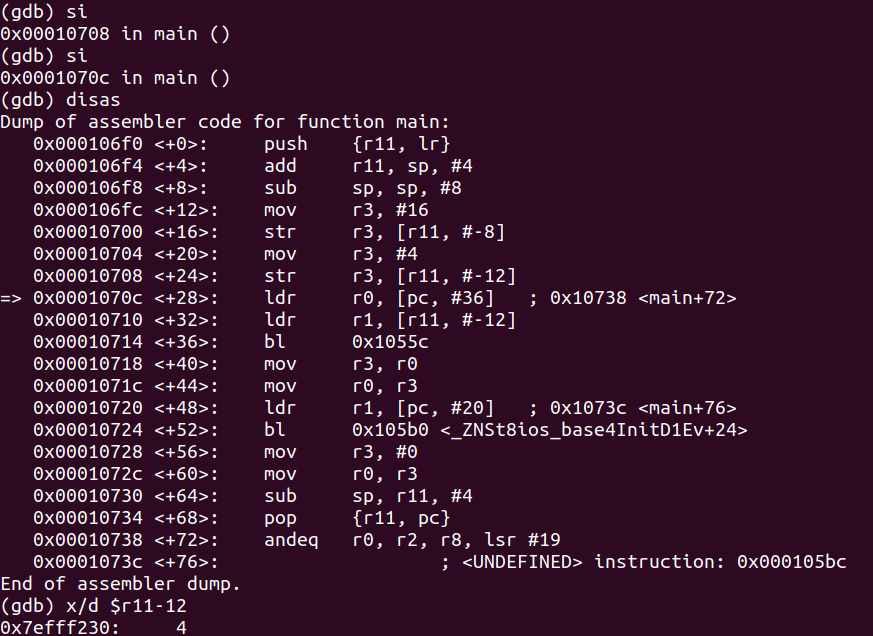 (gdb) si
0x00010708 in main ()
(gdb) si
0x0001070c in main ()
(gdb) disas
Dump of assembler code for function main:
   0x000106f0 <+0>:     push    {r11, lr}
   0x000106f4 <+4>:     add     r11, sp, #4
   0x000106f8 <+8>:     sub     sp, sp, #8
   0x000106fc <+12>:    mov     r3, #16
   0x00010700 <+16>:    str     r3, [r11, #-8]
   0x00010704 <+20>:    mov     r3, #4
   0x00010708 <+24>:    str     r3, [r11, #-12]
=> 0x0001070c <+28>:    ldr     r0, [pc, #36]   ; 0x10738 <main+72>
   0x00010710 <+32>:    ldr     r1, [r11, #-12]
   0x00010714 <+36>:    bl      0x1055c
   0x00010718 <+40>:    mov     r3, r0
   0x0001071c <+44>:    mov     r0, r3
   0x00010720 <+48>:    ldr     r1, [pc, #20]   ; 0x1073c <main+76>
   0x00010724 <+52>:    bl      0x105b0 <_ZNSt8ios_base4InitD1Ev+24>
   0x00010728 <+56>:    mov     r3, #0
   0x0001072c <+60>:    mov     r0, r3
   0x00010730 <+64>:    sub     sp, r11, #4
   0x00010734 <+68>:    pop     {r11, pc}
   0x00010738 <+72>:    andeq   r0, r2, r8, lsr #19
   0x0001073c <+76>:                    ; <UNDEFINED> instruction: 0x000105bc
End of assembler dump.
(gdb) x/d $r11-12
0x7efff230:     4